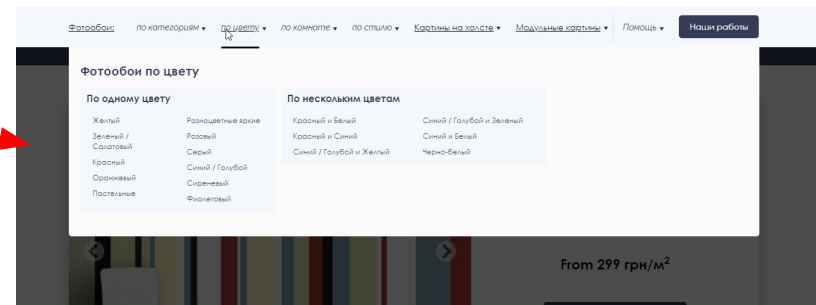 Фотообои: по категориям ▾ по цвету ▾ по комнате ▾ по стилю ▾ Картины на холсте ▾ Модульные картины ▾ Помощь ▾ Наши работы
Фотообои по цвету
По одному цвету
Желтый
Зеленый /
Салатовый
Красный
Оранжевый
Пастельные
Разноцветные яркие
Розовый
Серый
Синий / Голубой
Сиреневый
Фиолетовый
По нескольким цветам
Красный и Белый
Красный и Синий
Синий / Голубой и Желтый
Синий / Голубой и Зеленый
Синий и Белый
Черно-белый
From 299 грн/м²